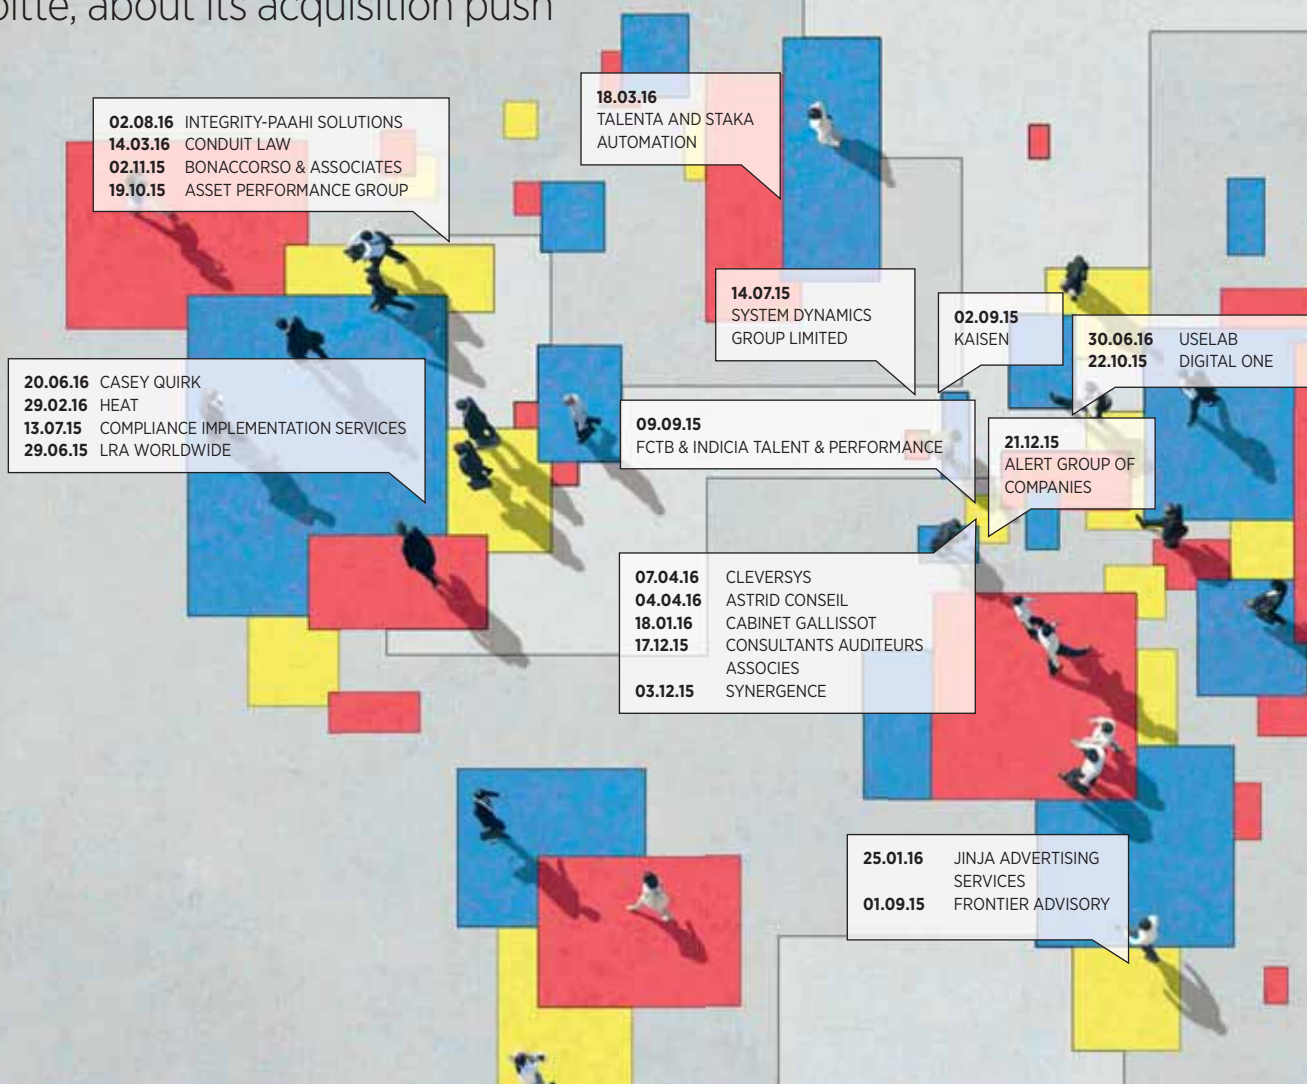 about its acquisition push
02.08.16 INTEGRITY-PAAHI SOLUTIONS
14.03.16 CONDUIT LAW
02.11.15 BONACCORSO & ASSOCIATES
19.10.15 ASSET PERFORMANCE GROUP
18.03.16
TALENTA AND STAKA
AUTOMATION
14.07.15
SYSTEM DYNAMICS
GROUP LIMITED
02.09.15
KAISEN
30.06.16 USELAB
22.10.15 DIGITAL ONE
20.06.16 CASEY QUIRK
29.02.16 HEAT
13.07.15 COMPLIANCE IMPLEMENTATION SERVICES
29.06.15 LRA WORLDWIDE
09.09.15
FCTB & INDICIA TALENT & PERFORMANCE
21.12.15
ALERT GROUP OF
COMPANIES
07.04.16 CLEVERSYS
04.04.16 ASTRID CONSEIL
18.01.16 CABINET GALLISSOT
17.12.15 CONSULTANTS AUDITEURS
ASSOCIES
03.12.15 SYNERGENCE
25.01.16 JINJA ADVERTISING
SERVICES
01.09.15 FRONTIER ADVISORY